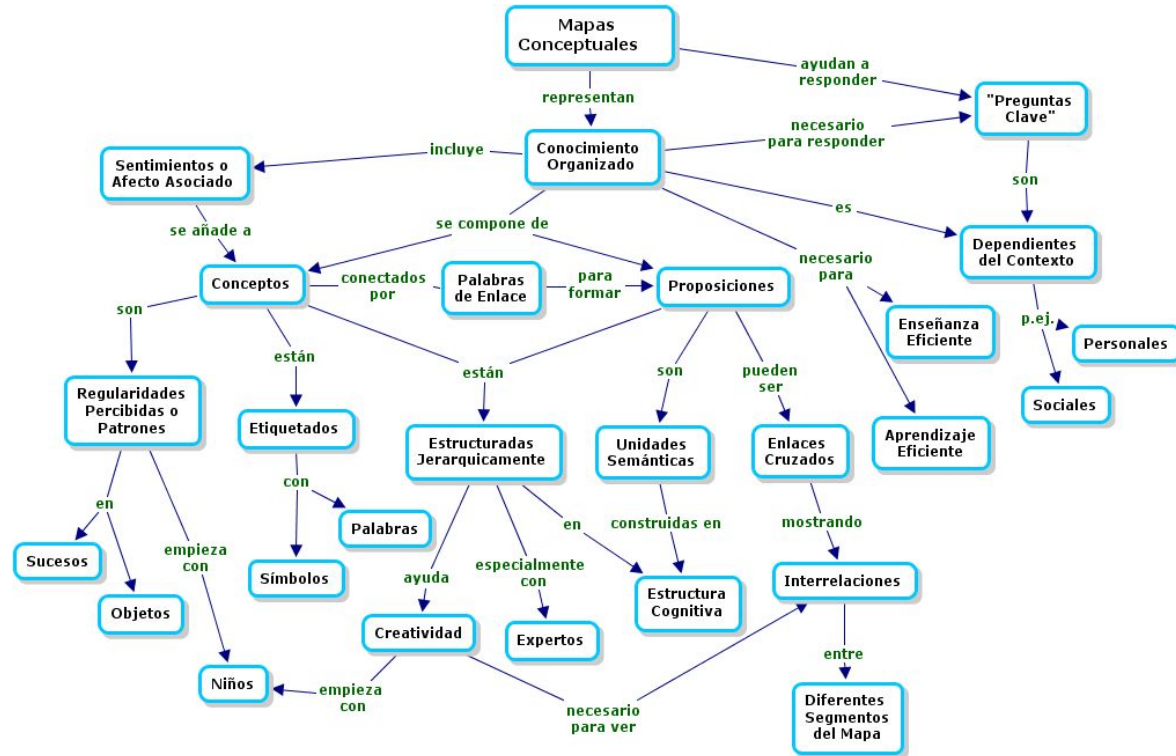 Mapas
Conceptuales
ayudan a
responder
representan
"Preguntas
Clave"
necesario
para responder
Conocimiento
Organizado
incluye
Sentimientos o
Afecto Asociado
son
es
se añade a
se compone de
Dependientes
del Contexto
necesario
para
Conceptos
conectados
por
Palabras
de Enlace
para
formar
Proposiciones
son
Enseñanza
Eficiente
p.ej.
Personales
están
están
son
pueden
ser
Regularidades
Percibidas o
Patrones
Sociales
Etiquetados
Estructuradas
Jerarquicamente
Unidades
Semánticas
Enlaces
Cruzados
Aprendizaje
Eficiente
con
en
Palabras
en
construidas en
mostrando
Sucesos
empieza
con
Símbolos
ayuda
especialmente
con
Estructura
Cognitiva
Interrelaciones
Objetos
Creatividad
Expertos
entre
Niños
empieza
con
necesario
para ver
Diferentes
Segmentos
del Mapa